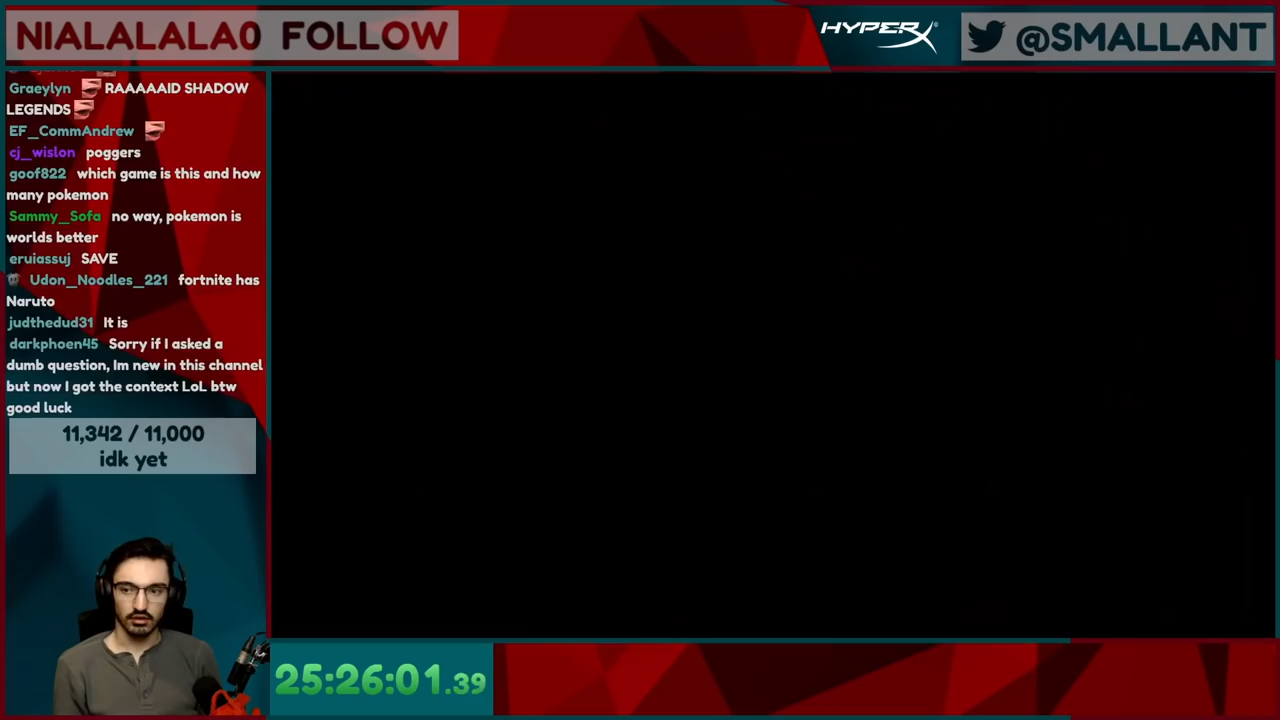 NIALALALA0 FOLLOW
HYPERX
@SMALLANT
Graeylyn RAAAAAID SHADOW
LEGENDS
EF_CommAndrew
cj_wislon poggers
goof822 which game is this and how
many pokemon
Sammy_Sofa no way, pokemon is
worlds better
eruiassuj SAVE
Udon_Noodles_221 fortnite has
Naruto
judthedud31 It is
darkphoen45 Sorry if I asked a
dumb question, Im new in this channel
but now I got the context LoL btw
good luck
11,342 / 11,000
idk yet
25:26:01.39